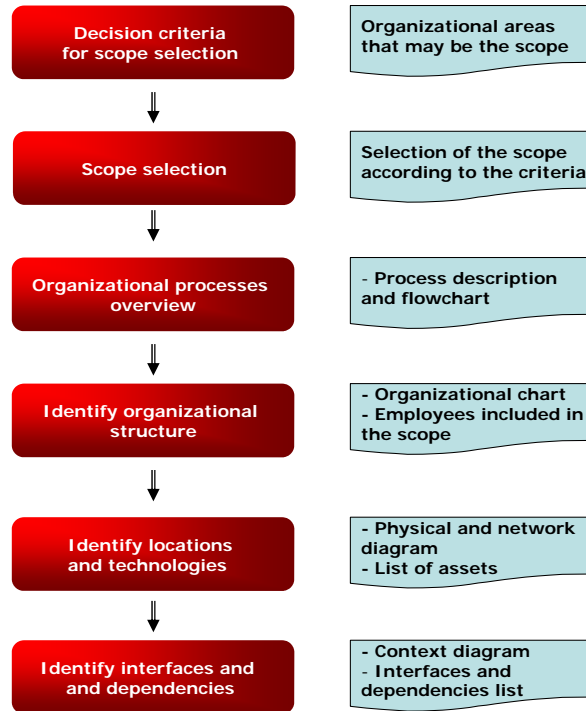 Decision criteria
for scope selection
Organizational areas
that may be the scope
Scope selection
Selection of the scope
according to the criteria
Organizational processes
overview
- Process description
and flowchart
Identify organizational
structure
- Organizational chart
- Employees included in
the scope
Identify locations
and technologies
- Physical and network
diagram
- List of assets
Identify interfaces and
and dependencies
- Context diagram
- Interfaces and
dependencies list